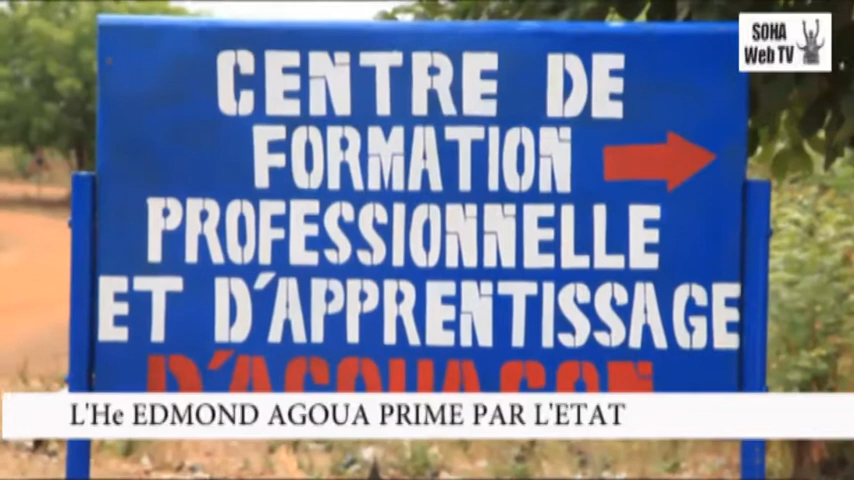 SOHA
Web TV
CENTRE DE
FORMATION
PROFESSIONNELLE
ET D'APPRENTISSAGE
L'He EDMOND AGOUA PRIME PAR L'ETAT